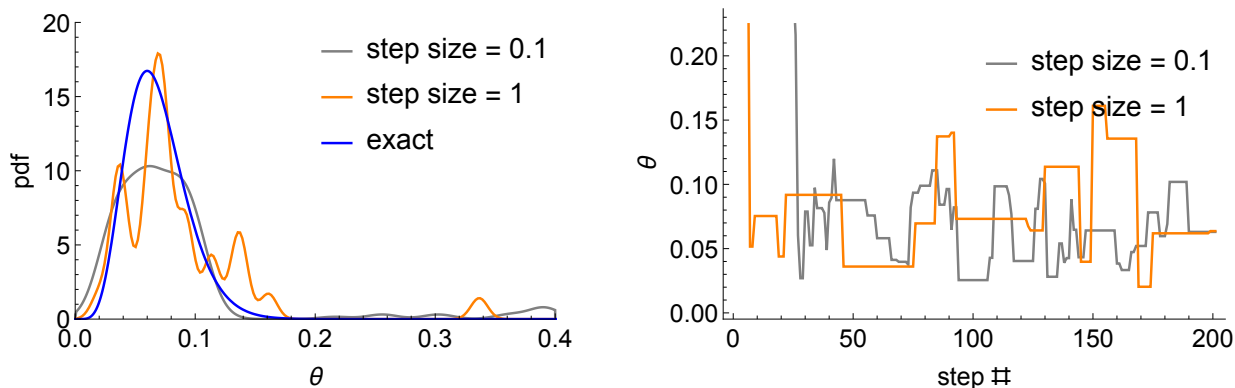 20
15
10
5
0
0.0 0.1 0.2 0.3 0.4
pdf
θ
step size = 0.1
step size = 1
exact
0.20
0.15
0.10
0.05
0.00
0 50 100 150 200
θ
step #
step size = 0.1
step size = 1